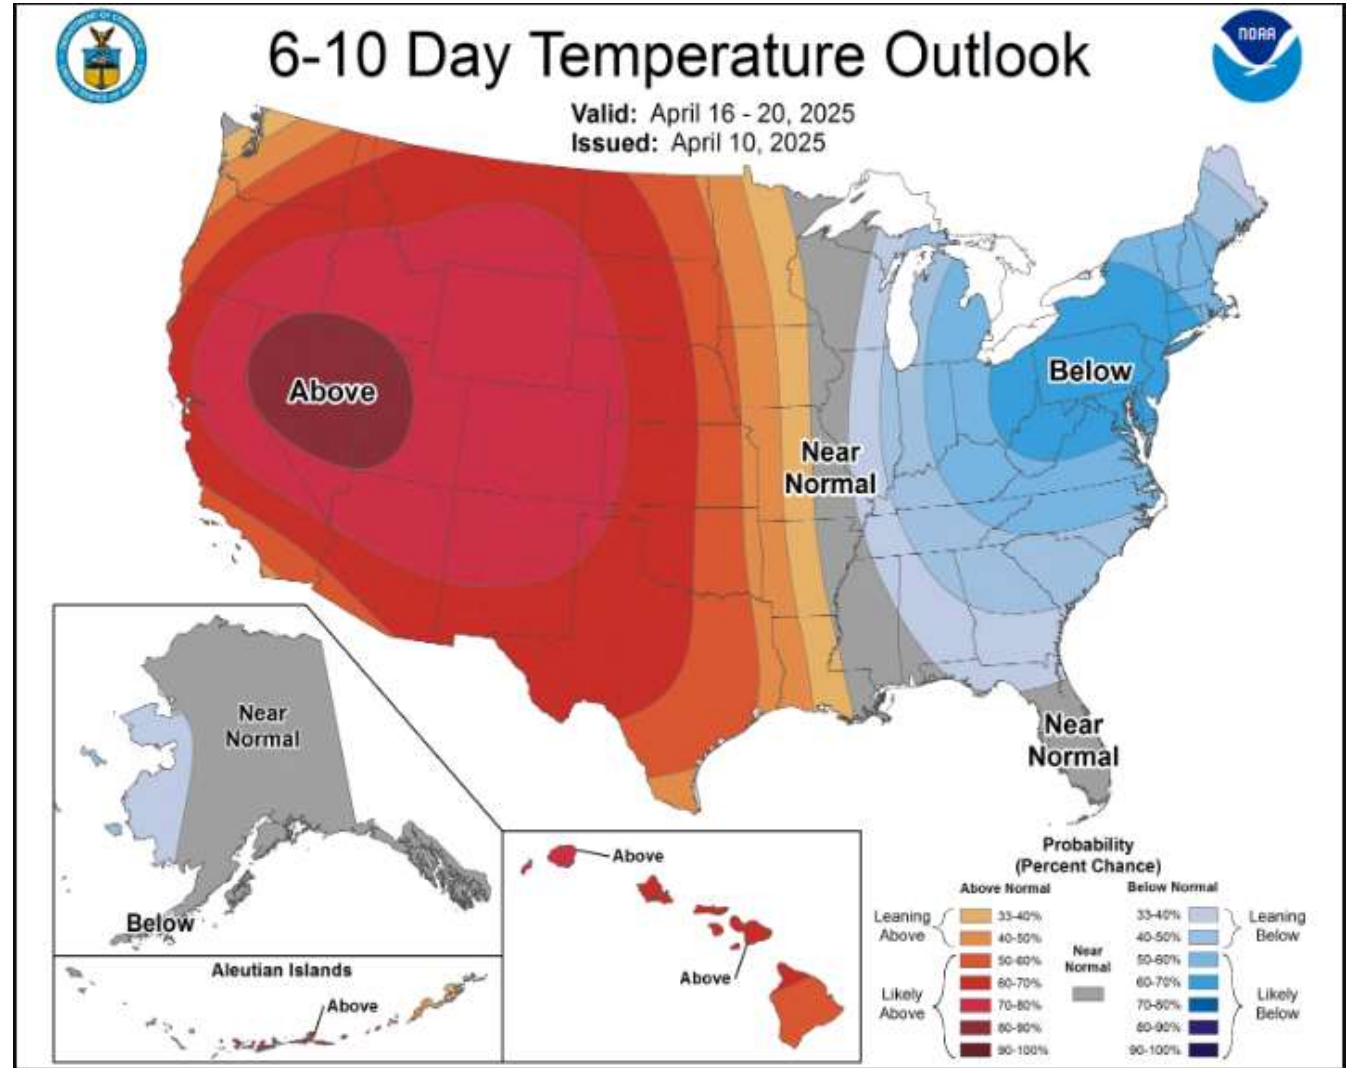 NOAA
6-10 Day Temperature Outlook
Valid: April 16 - 20, 2025
Issued: April 10, 2025
Above
Below
Near
Normal
Near
Normal
Near
Normal
Below
Aleutian Islands
Above
Above
Above
Probability
(Percent Chance)
Above Normal
Below Normal
Leaning
Above
33-40%
40-50%
Likely
Above
50-60%
60-70%
70-80%
80-90%
90-100%
Near
Normal
33-40%
40-50%
Leaning
Below
50-60%
60-70%
70-80%
80-90%
90-100%
Likely
Below